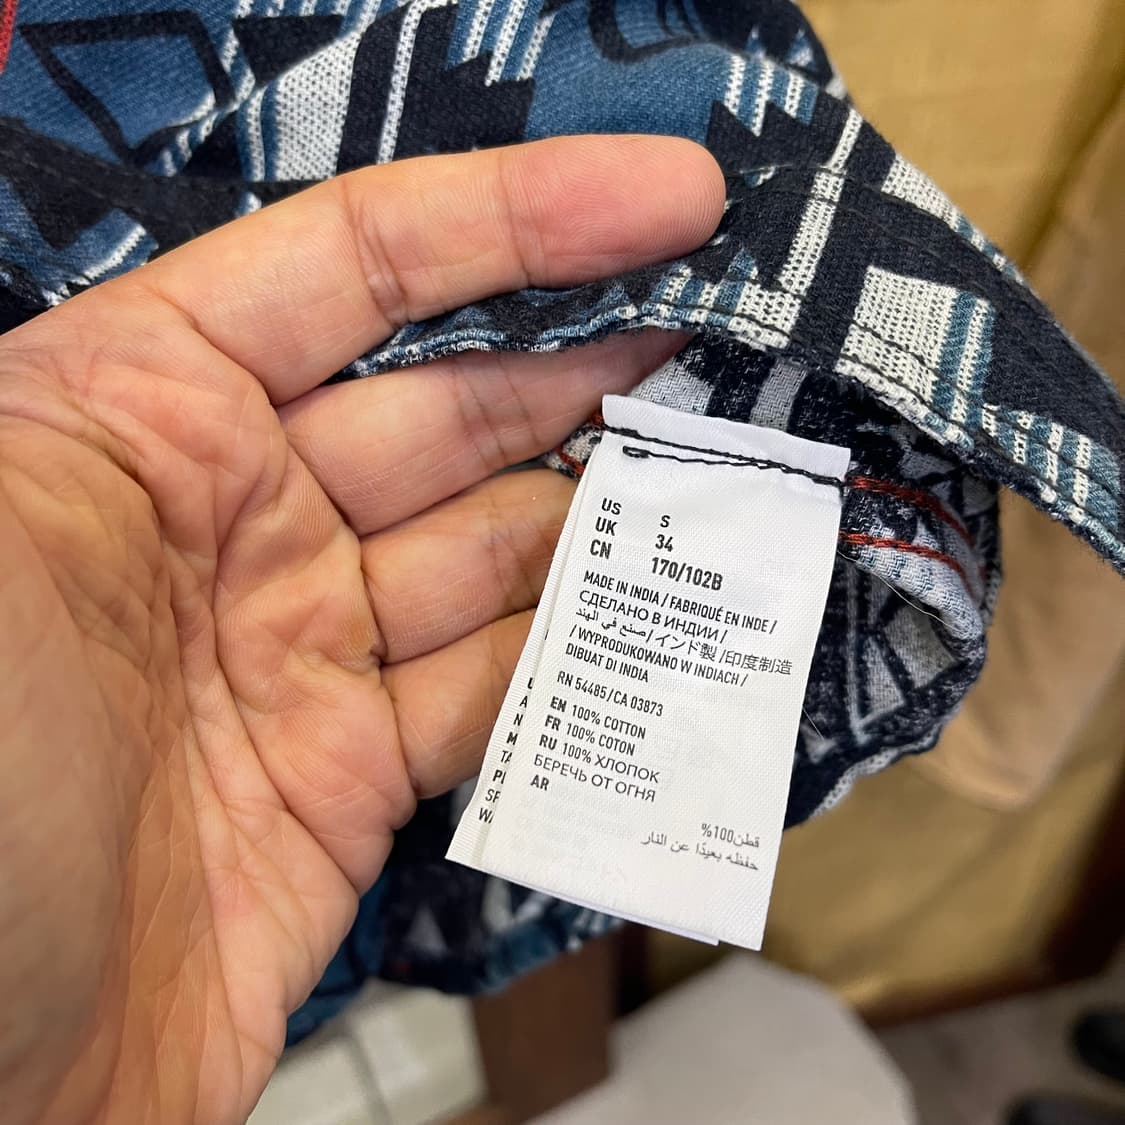 US S
UK 34
CN 170/102B
MADE IN INDIA / FABRIQUÉ EN INDE /
СДЕЛАНО В ИНДИИ /
صنع في الهند/インド製/印度制造
/ WYPRODUKOWANO W INDIACH /
DIBUAT DI INDIA
RN 54485 / CA 03873
EN 100% COTTON
FR 100% COTON
RU 100% ХЛОПОК
БЕРЕЧЬ ОТ ОГНЯ
AR
%100قطن
حفظه بعيدًا عن النار